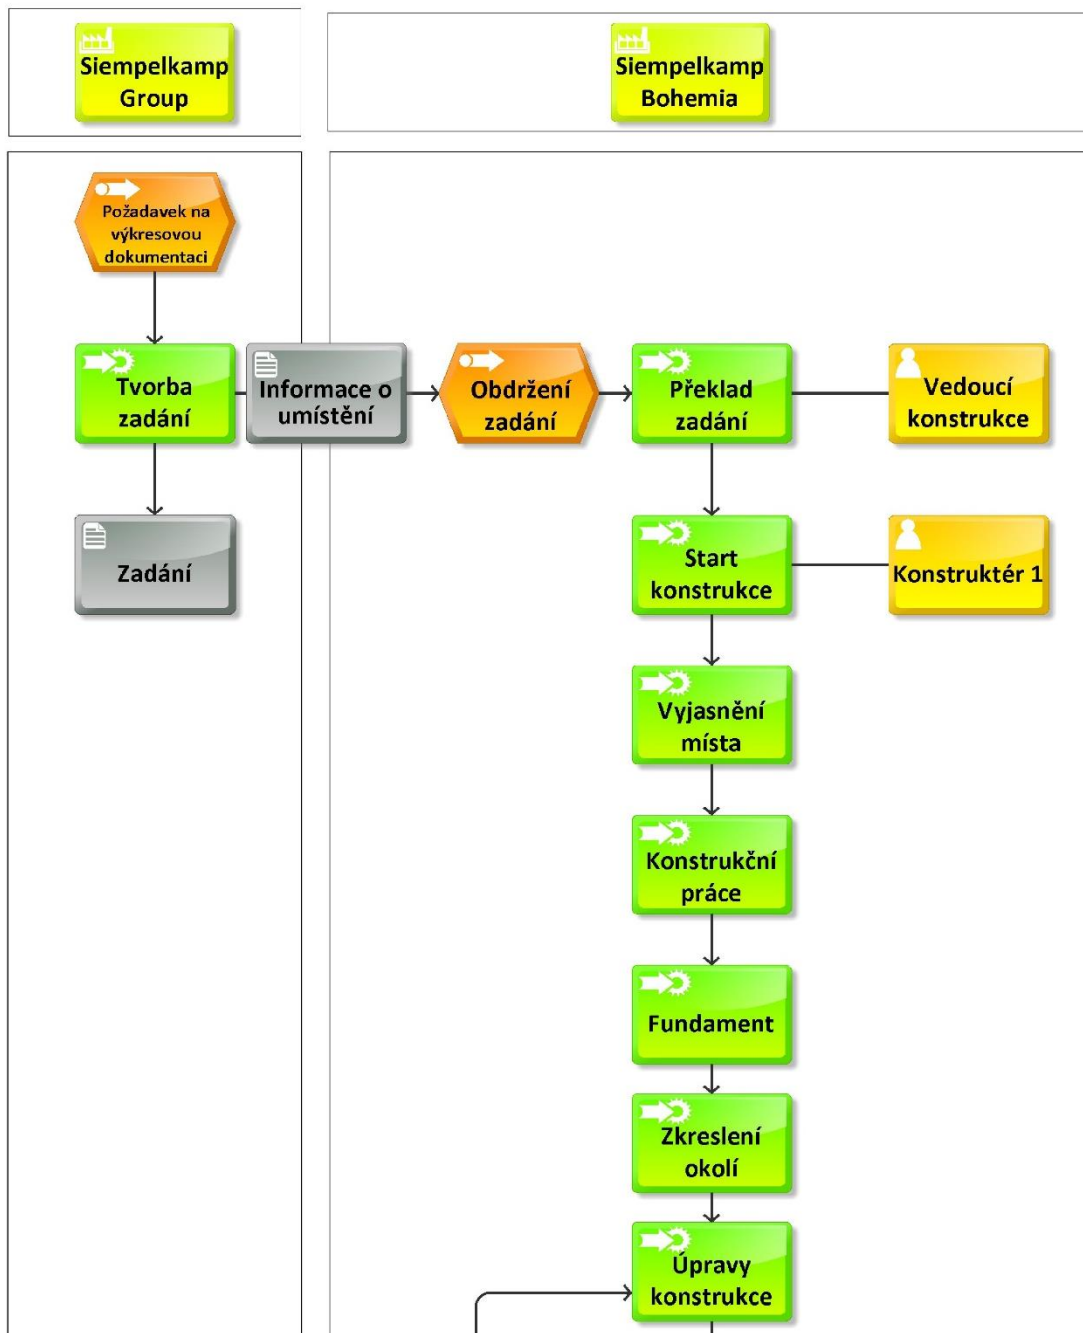 Siempelkamp
Group
Siempelkamp
Bohemia
Požadavek na
výkresovou
dokumentaci
Tvorba
zadání
Informace o
umístění
Obdržení
zadání
Překlad
zadání
Vedoucí
konstrukce
Zadání
Start
konstrukce
Konstruktér 1
Vyjasnění
místa
Konstrukční
práce
Fundament
Zkreslení
okolí
Úpravy
konstrukce